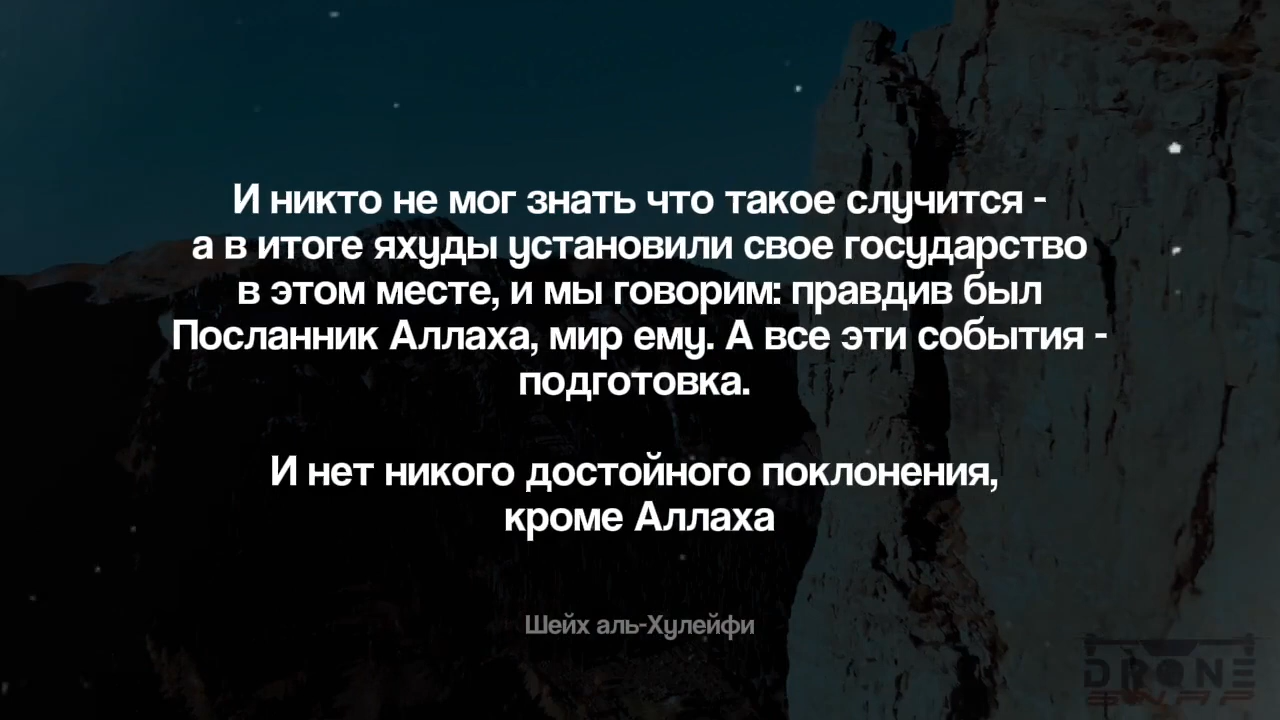 И никто не мог знать что такое случится -
а в итоге яхуды установили свое государство
в этом месте, и мы говорим: правдив был
Посланник Аллаха, мир ему. А все эти события -
подготовка.
И нет никого достойного поклонения,
кроме Аллаха
Шейх аль-Хулейфи
DRONE
SNAP